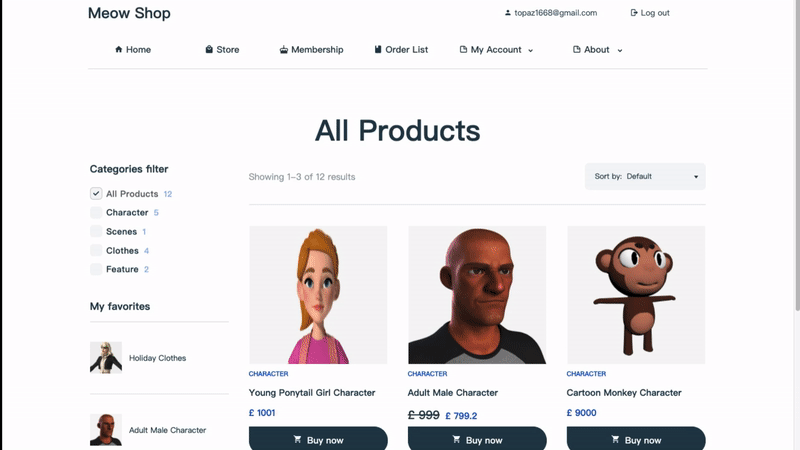 Meow Shop
topaz1668@gmail.com
Log out
Home
Store
Membership
Order List
My Account
About
All Products
Categories filter
All Products 12
Character 5
Scenes 1
Clothes 4
Feature 2
My favorites
Holiday Clothes
Adult Male Character
Showing 1–3 of 12 results
Sort by: Default
CHARACTER
Young Ponytail Girl Character
£ 1001
Buy now
CHARACTER
Adult Male Character
£ 999 £ 799.2
Buy now
CHARACTER
Cartoon Monkey Character
£ 9000
Buy now